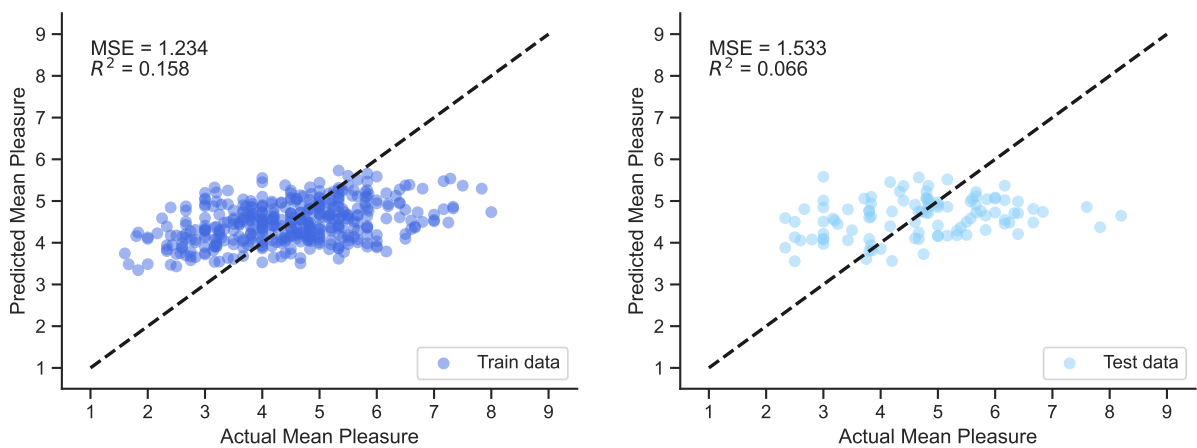 MSE = 1.234
R² = 0.158
Predicted Mean Pleasure
9
8
7
6
5
4
3
2
1
1 2 3 4 5 6 7 8 9
Actual Mean Pleasure
Train data
MSE = 1.533
R² = 0.066
Predicted Mean Pleasure
9
8
7
6
5
4
3
2
1
1 2 3 4 5 6 7 8 9
Actual Mean Pleasure
Test data